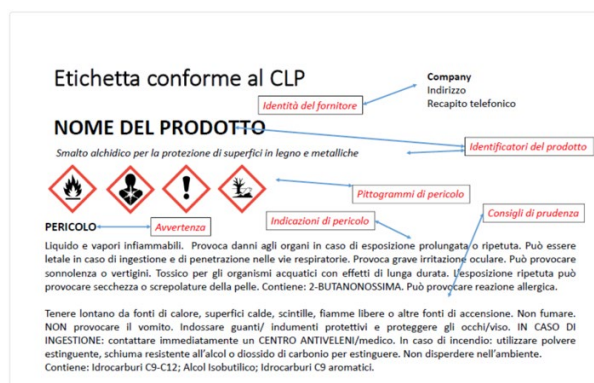 Etichetta conforme al CLP
Company
Indirizzo
Recapito telefonico
Identità del fornitore
NOME DEL PRODOTTO
Identificatori del prodotto
Smalto alchidico per la protezione di superfici in legno e metalliche
Pittogrammi di pericolo
Consigli di prudenza
Indicazioni di pericolo
PERICOLO
Avvertenza
Liquido e vapori infiammabili. Provoca danni agli organi in caso di esposizione prolungata o ripetuta. Può essere
letale in caso di ingestione e di penetrazione nelle vie respiratorie. Provoca grave irritazione oculare. Può provocare
sonnolenza o vertigini. Tossico per gli organismi acquatici con effetti di lunga durata. L'esposizione ripetuta può
provocare secchezza o screpolature della pelle. Contiene: 2-BUTANONOSSIMA. Può provocare reazione allergica.
Tenere lontano da fonti di calore, superfici calde, scintille, fiamme libere o altre fonti di accensione. Non fumare.
NON provocare il vomito. Indossare guanti/ indumenti protettivi e proteggere gli occhi/viso. IN CASO DI
INGESTIONE: contattare immediatamente un CENTRO ANTIVELENI/medico. In caso di incendio: utilizzare polvere
estinguente, schiuma resistente all'alcol o diossido di carbonio per estinguere. Non disperdere nell'ambiente.
Contiene: Idrocarburi C9-C12; Alcol Isobutilico; Idrocarburi C9 aromatici.